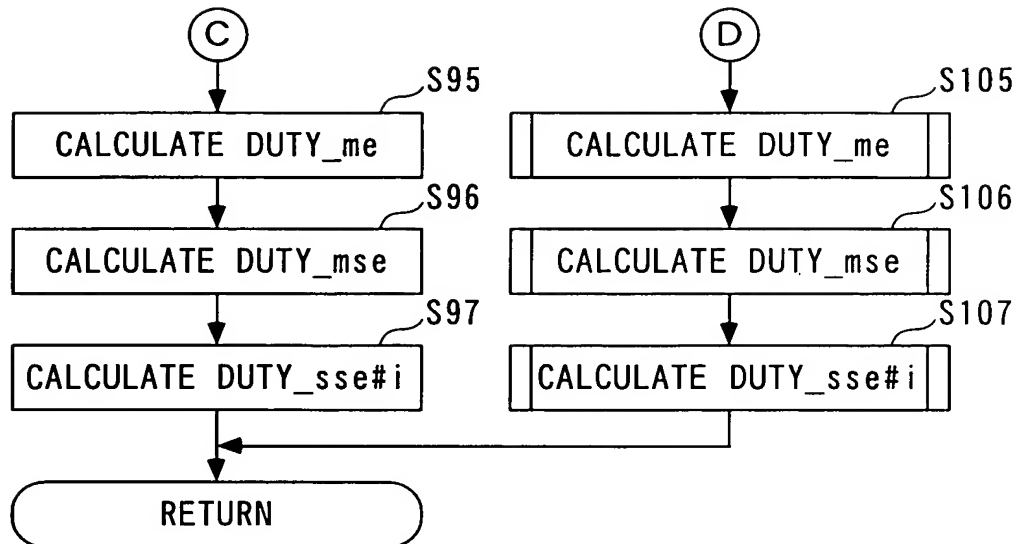 C
D
S95
S105
CALCULATE DUTY_me
CALCULATE DUTY_me
S96
S106
CALCULATE DUTY_mse
CALCULATE DUTY_mse
S97
S107
CALCULATE DUTY_sse#i
CALCULATE DUTY_sse#i
RETURN